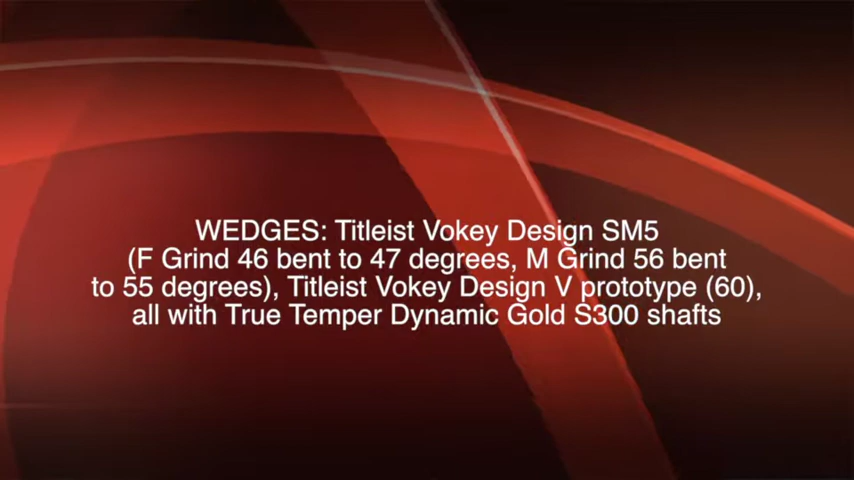 WEDGES: Titleist Vokey Design SM5
(F Grind 46 bent to 47 degrees, M Grind 56 bent
to 55 degrees), Titleist Vokey Design V prototype (60),
all with True Temper Dynamic Gold S300 shafts